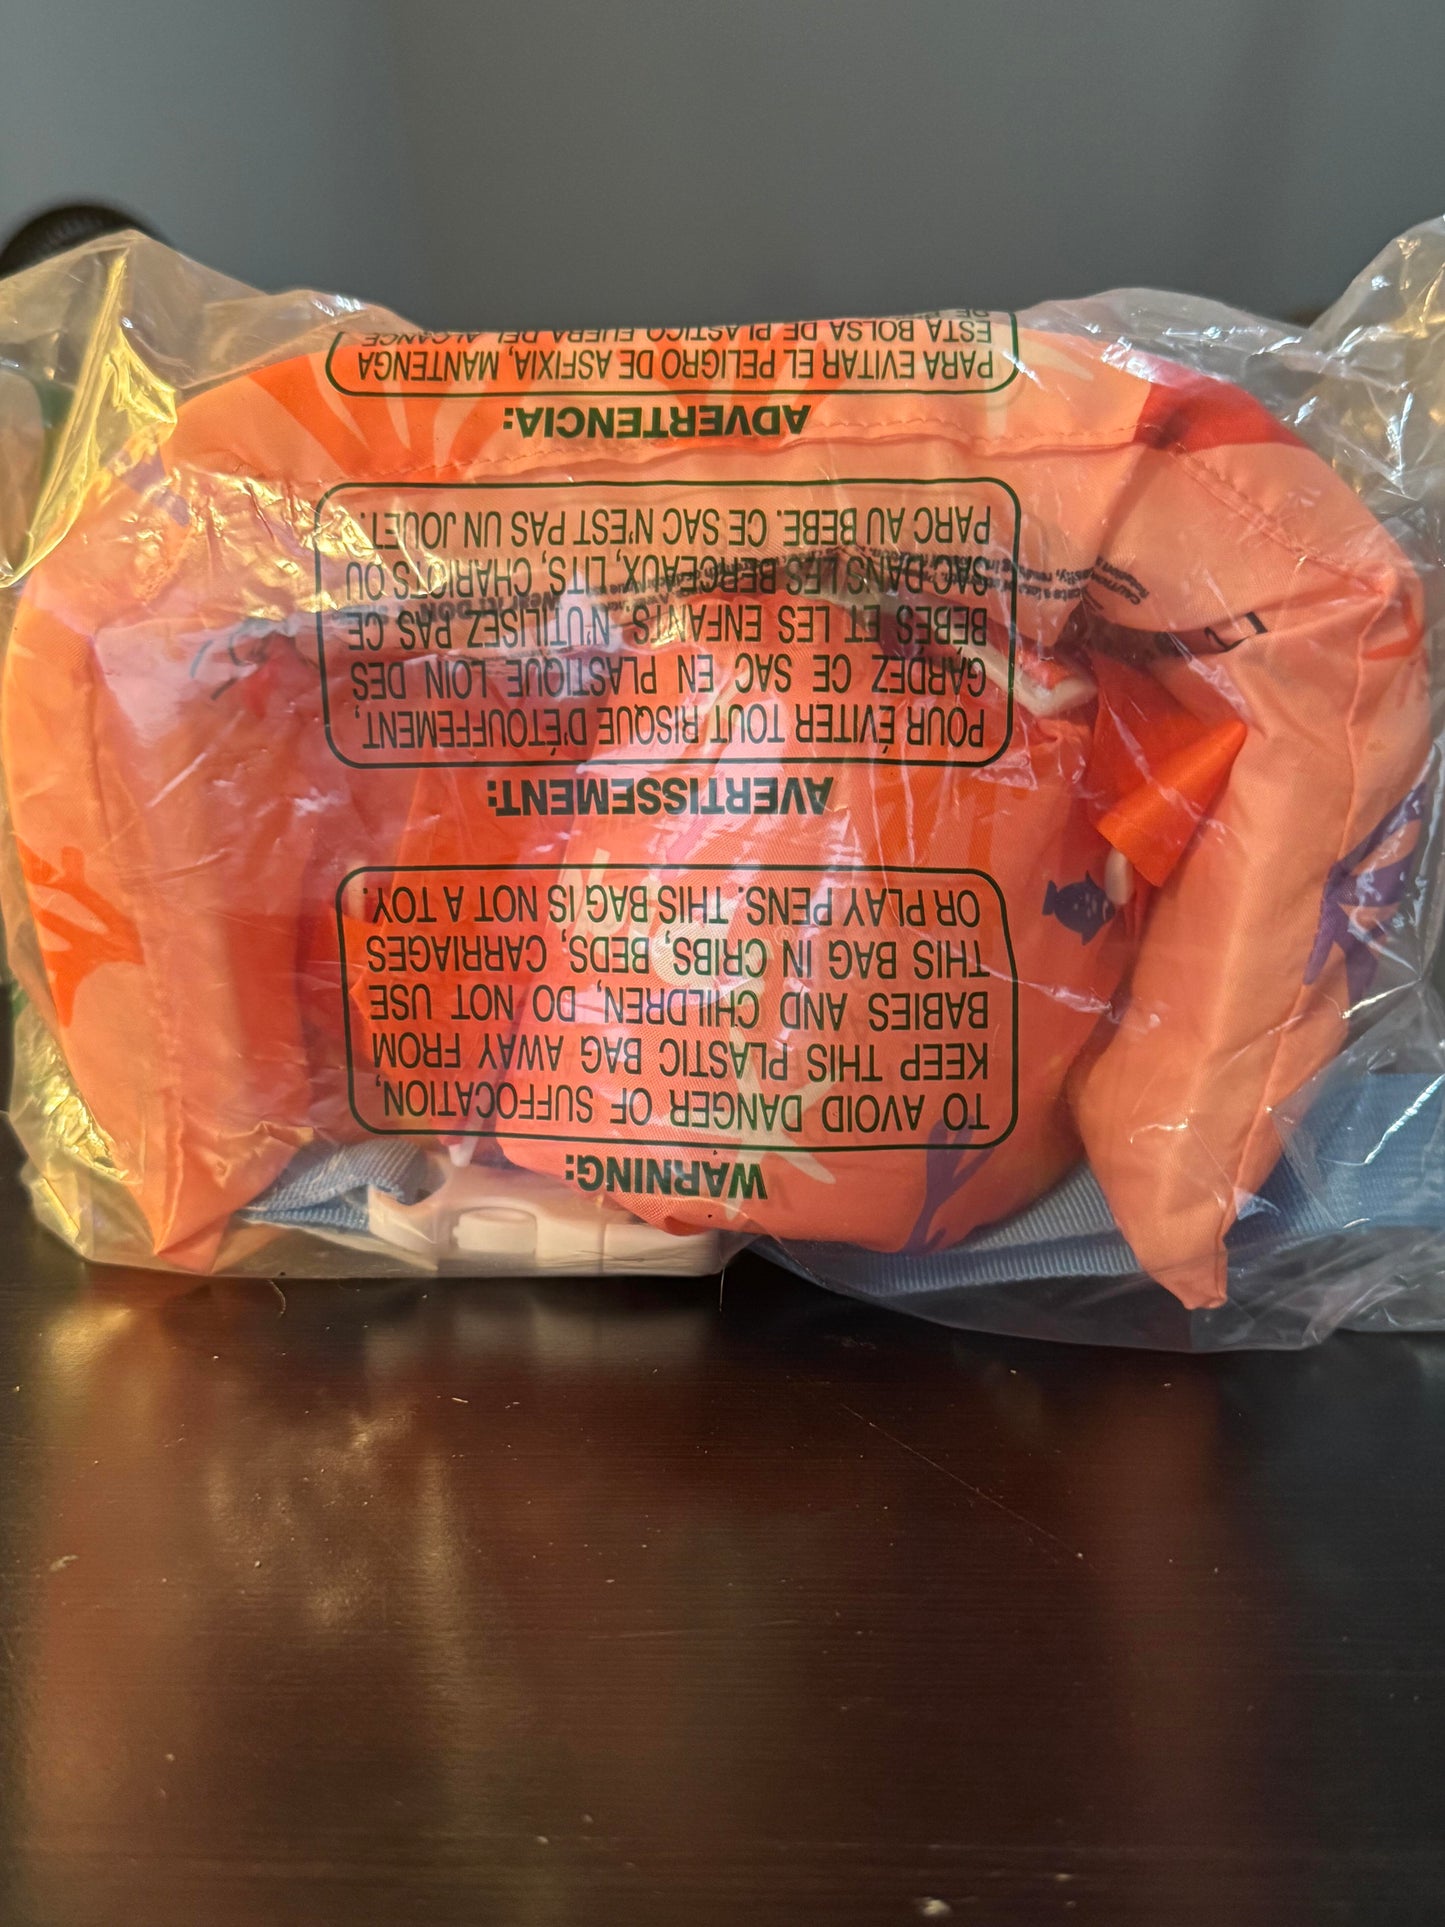 WARNING:
TO AVOID DANGER OF SUFFOCATION,
KEEP THIS PLASTIC BAG AWAY FROM
BABIES AND CHILDREN, DO NOT USE
THIS BAG IN CRIBS, BEDS, CARRIAGES
OR PLAY PENS. THIS BAG IS NOT A TOY.
AVERTISSEMENT:
POUR ÉVITER TOUT RISQUE D'ÉTOUFFEMENT,
GARDEZ CE SAC EN PLASTIQUE LOIN DES
BÉBES ET LES ENFANTS, N'UTILISEZ PAS CE
SAC DANS LES BERCEAUX, LITS, CHARIOTS OU
PARC AU BEBE. CE SAC N'EST PAS UN JOUET.
ADVERTENCIA:
PARA EVITAR EL PELIGRO DE ASFIXIA, MANTENGA
ESTA BOLSA DE PLASTICO FUERA DEL ALCANCE
DE